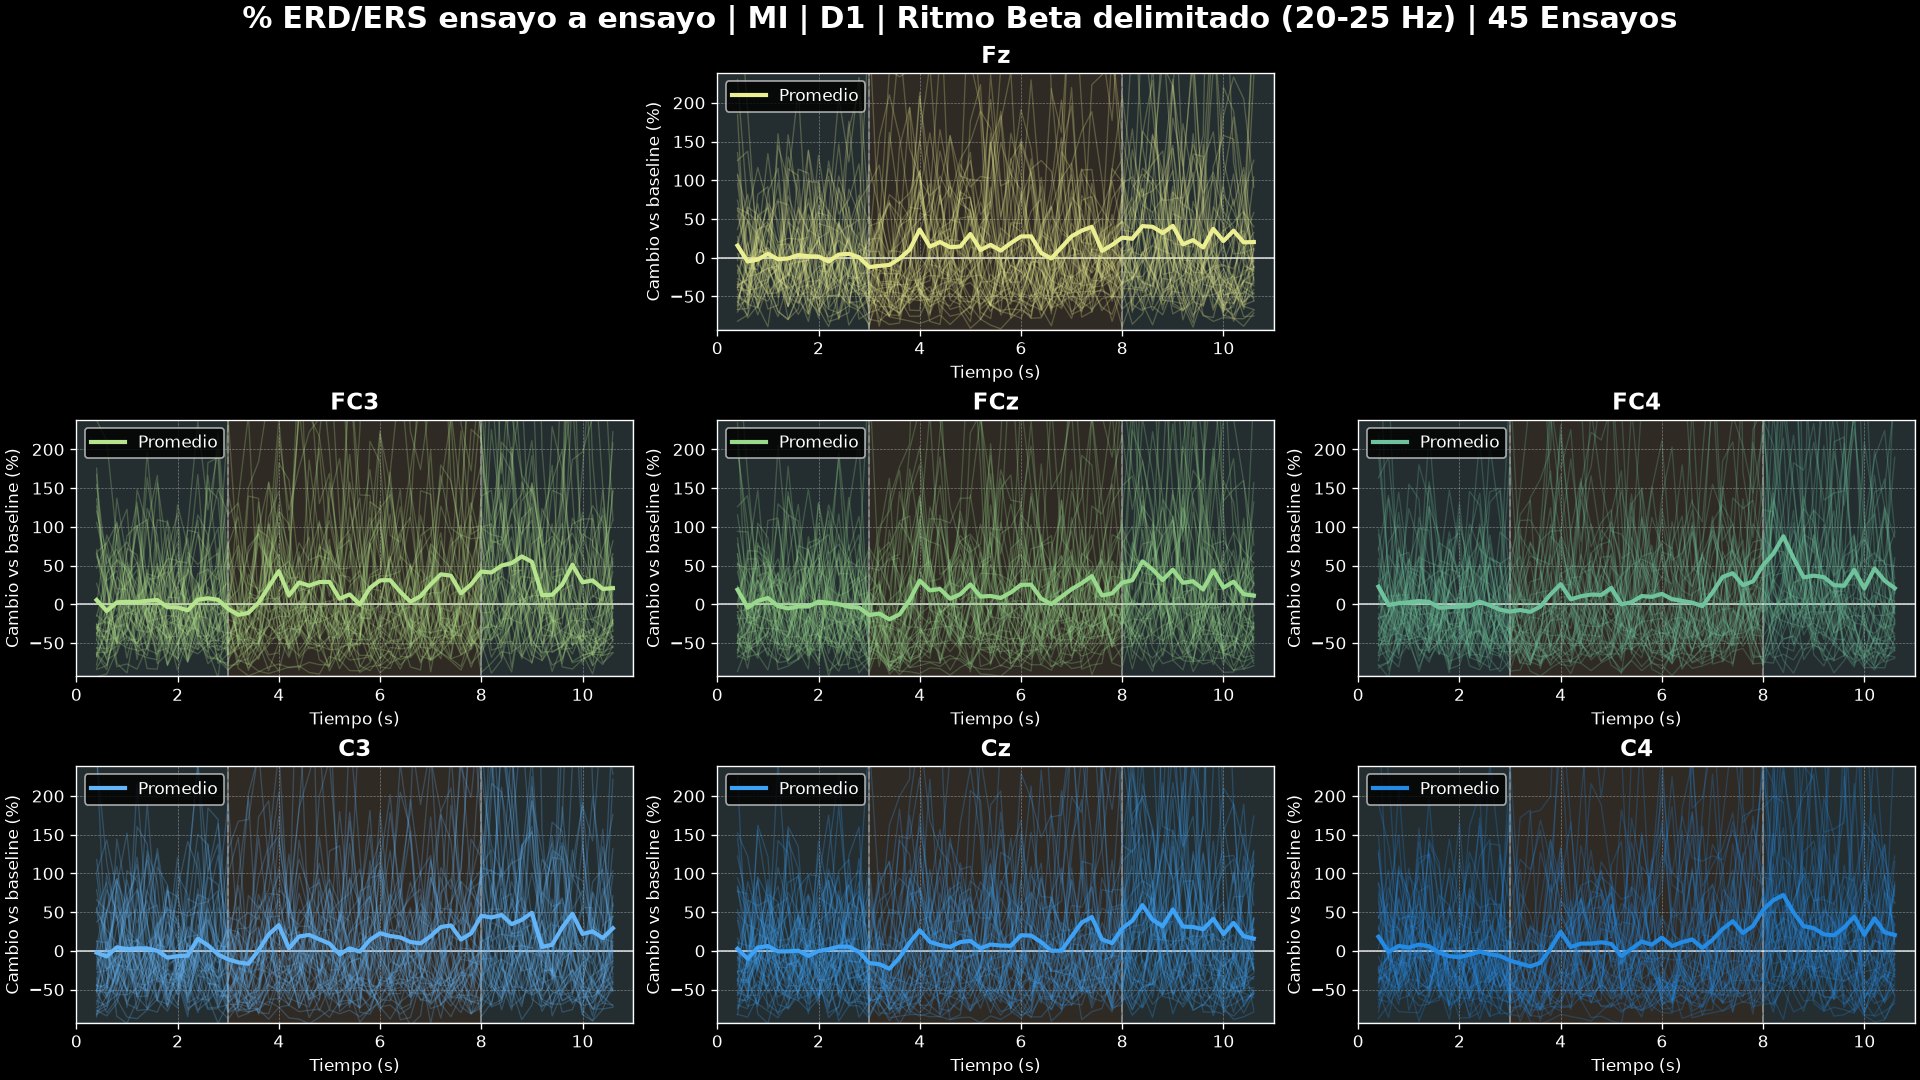 % ERD/ERS ensayo a ensayo | MI | D1 | Ritmo Beta delimitado (20-25 Hz) | 45 Ensayos
Fz
Promedio
Cambio vs baseline (%)
200
150
100
50
0
−50
0 2 4 6 8 10
Tiempo (s)
FC3
Promedio
Cambio vs baseline (%)
200
150
100
50
0
−50
0 2 4 6 8 10
Tiempo (s)
FCz
Promedio
Cambio vs baseline (%)
200
150
100
50
0
−50
0 2 4 6 8 10
Tiempo (s)
FC4
Promedio
Cambio vs baseline (%)
200
150
100
50
0
−50
0 2 4 6 8 10
Tiempo (s)
C3
Promedio
Cambio vs baseline (%)
200
150
100
50
0
−50
0 2 4 6 8 10
Tiempo (s)
Cz
Promedio
Cambio vs baseline (%)
200
150
100
50
0
−50
0 2 4 6 8 10
Tiempo (s)
C4
Promedio
Cambio vs baseline (%)
200
150
100
50
0
−50
0 2 4 6 8 10
Tiempo (s)